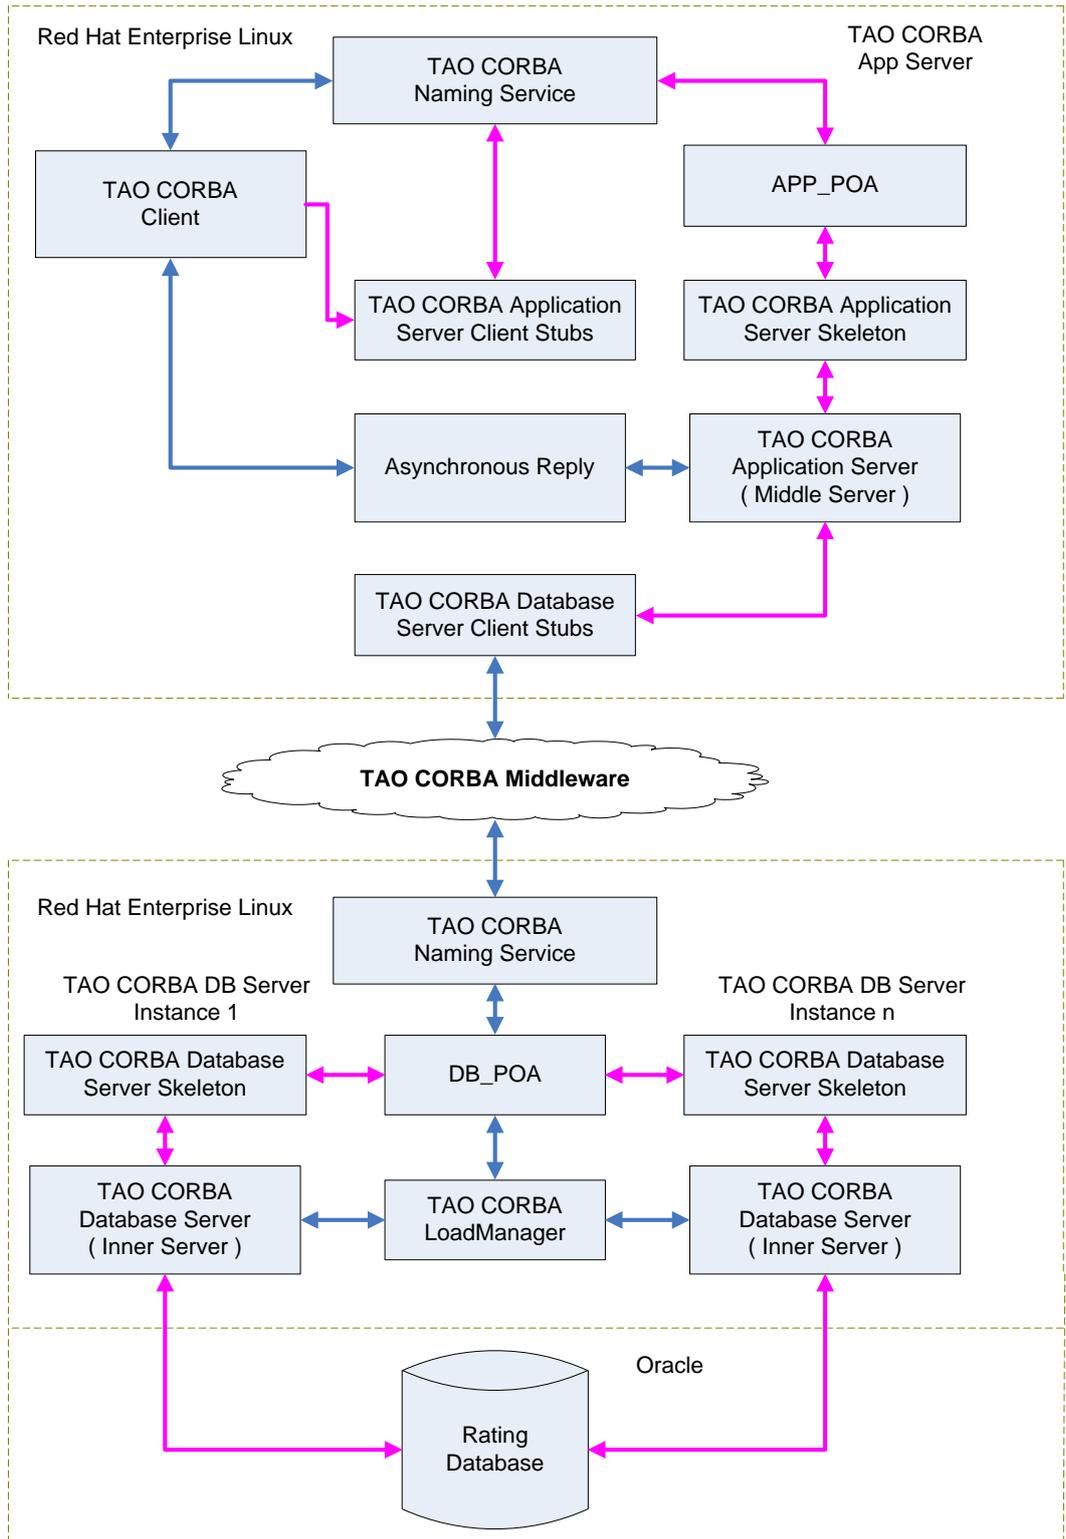 Red Hat Enterprise Linux
TAO CORBA
App Server
TAO CORBA
Naming Service
TAO CORBA
Client
APP_POA
TAO CORBA Application
Server Client Stubs
TAO CORBA Application
Server Skeleton
Asynchronous Reply
TAO CORBA
Application Server
( Middle Server )
TAO CORBA Database
Server Client Stubs
TAO CORBA Middleware
Red Hat Enterprise Linux
TAO CORBA
Naming Service
TAO CORBA DB Server
Instance 1
TAO CORBA DB Server
Instance n
TAO CORBA Database
Server Skeleton
DB_POA
TAO CORBA Database
Server Skeleton
TAO CORBA
Database Server
( Inner Server )
TAO CORBA
LoadManager
TAO CORBA
Database Server
( Inner Server )
Oracle
Rating
Database